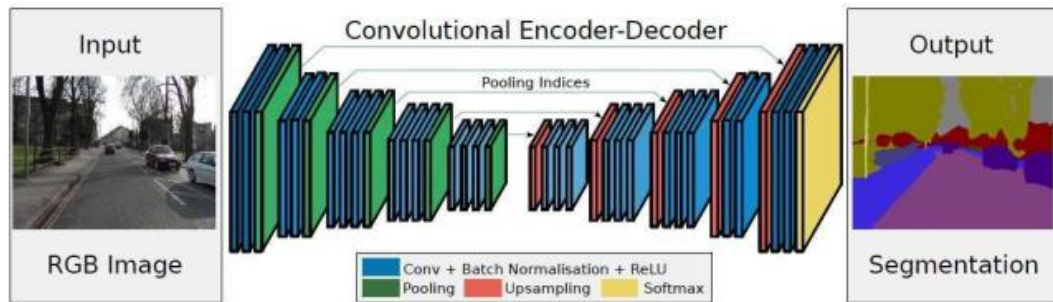 Input
Convolutional Encoder-Decoder
Output
Pooling Indices
RGB Image
Segmentation
Conv + Batch Normalisation + ReLU
Pooling Upsampling Softmax